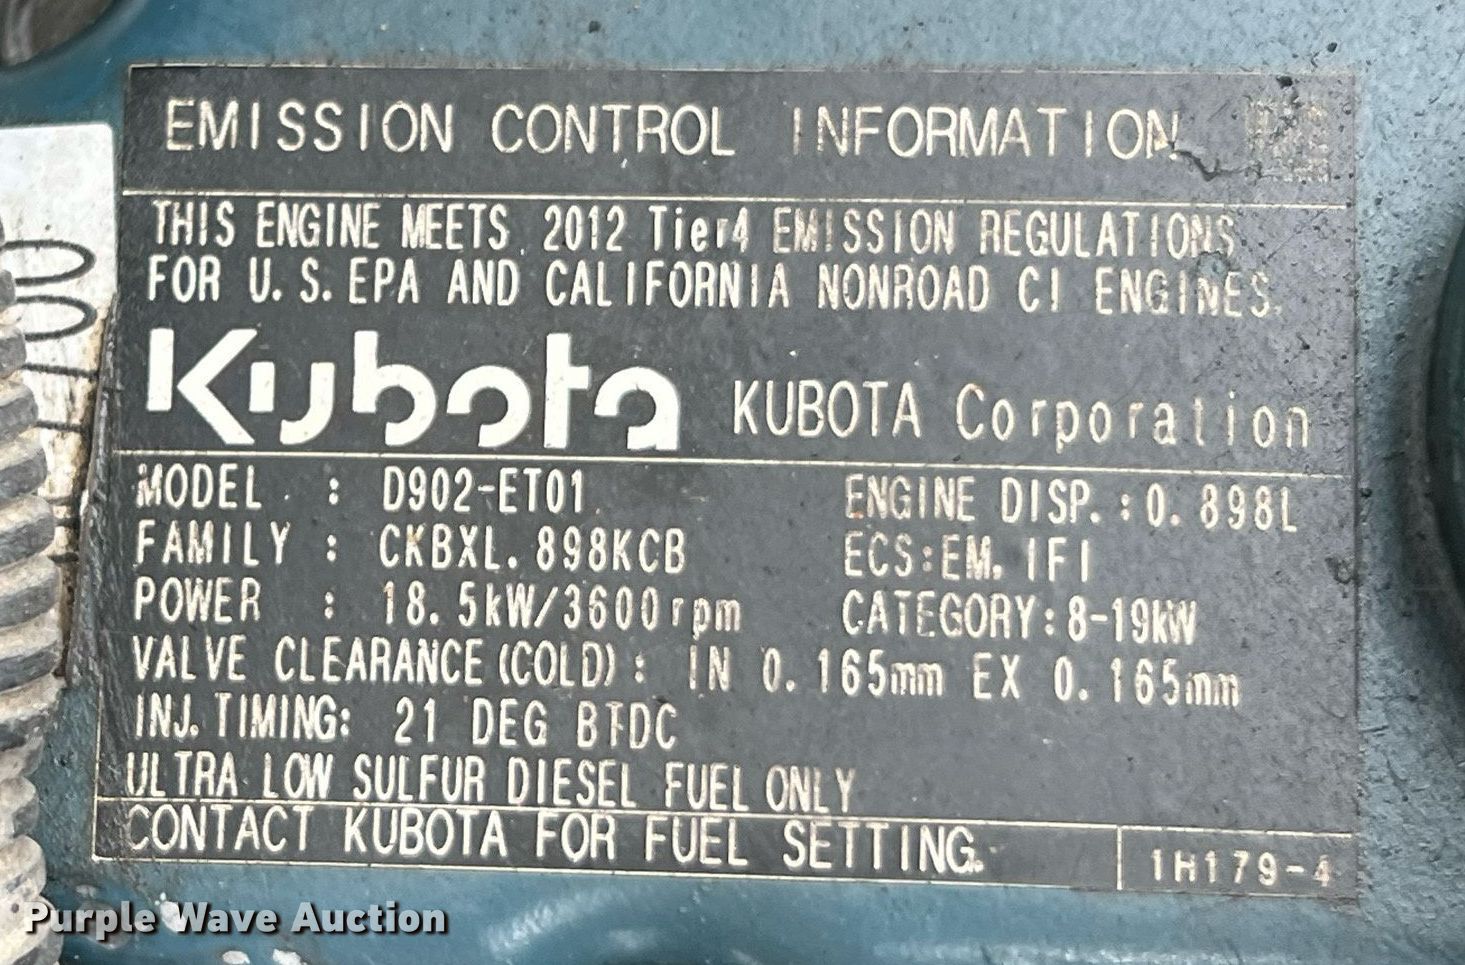 EMISSION CONTROL INFORMATION
THIS ENGINE MEETS 2012 Tier4 EMISSION REGULATIONS
FOR U.S. EPA AND CALIFORNIA NONROAD CI ENGINES.
Kubota KUBOTA Corporation
MODEL : D902-ET01 ENGINE DISP.: 0.898L
FAMILY : CKBXL.898KCB ECS:EM, IFI
POWER : 18.5kW/3600rpm CATEGORY:8-19kW
VALVE CLEARANCE(COLD): IN 0.165mm EX 0.165mm
INJ. TIMING: 21 DEG BTDC
ULTRA LOW SULFUR DIESEL FUEL ONLY
CONTACT KUBOTA FOR FUEL SETTING.
1H179-4
Purple Wave Auction